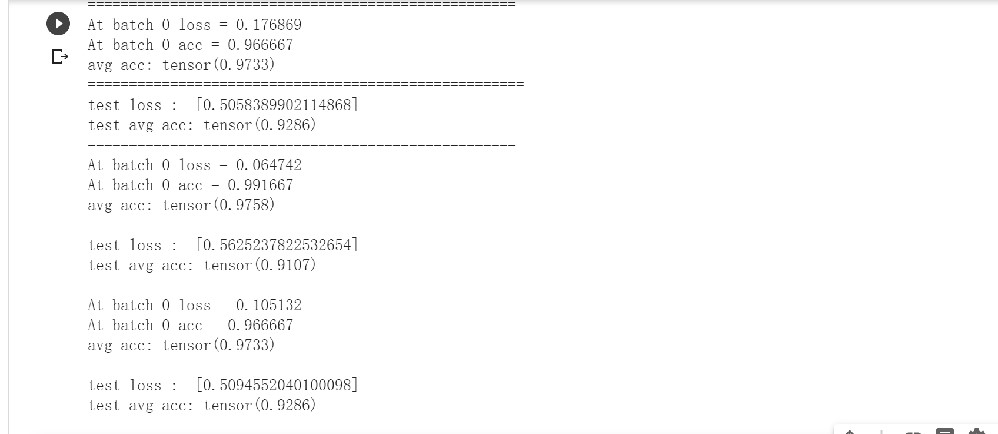 ====================================================
At batch 0 loss = 0.176869
At batch 0 acc = 0.966667
avg acc: tensor(0.9733)
=====================================================
test loss :  [0.5058389902114868]
test avg acc: tensor(0.9286)
----------------------------------------------------
At batch 0 loss - 0.064742
At batch 0 acc - 0.991667
avg acc: tensor(0.9758)
test loss :  [0.5625237822532654]
test avg acc: tensor(0.9107)
At batch 0 loss   0.105132
At batch 0 acc   0.966667
avg acc: tensor(0.9733)
test loss :  [0.5094552040100098]
test avg acc: tensor(0.9286)